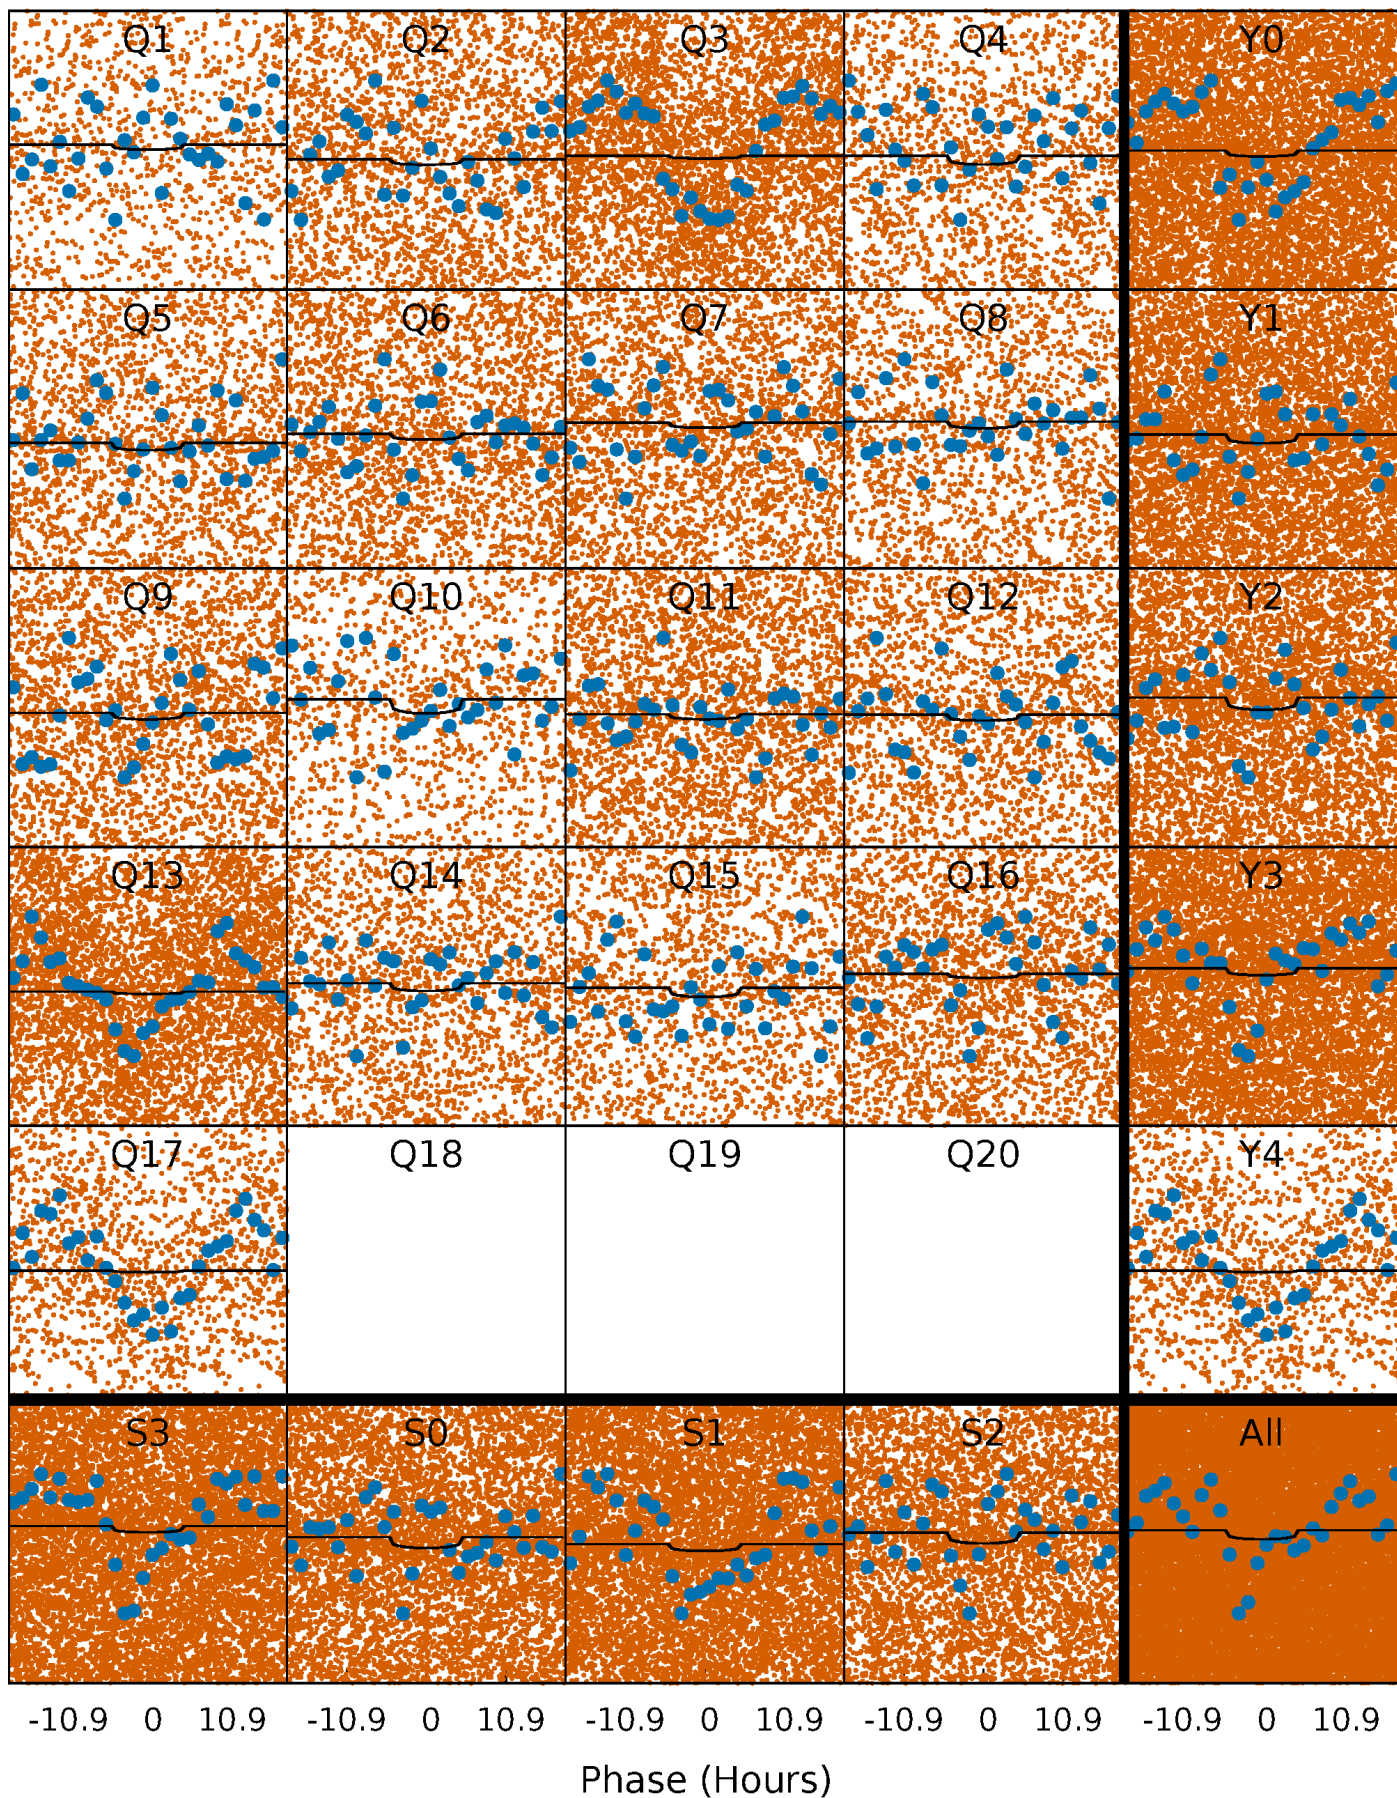 Q1 Q2 Q3 Q4 Y0
Q5 Q6 Q7 Q8 Y1
Q9 Q10 Q11 Q12 Y2
Q13 Q14 Q15 Q16 Y3
Q17 Q18 Q19 Q20 Y4
S3 S0 S1 S2 All
-10.9 0 10.9 -10.9 0 10.9 -10.9 0 10.9 -10.9 0 10.9 -10.9 0 10.9
Phase (Hours)